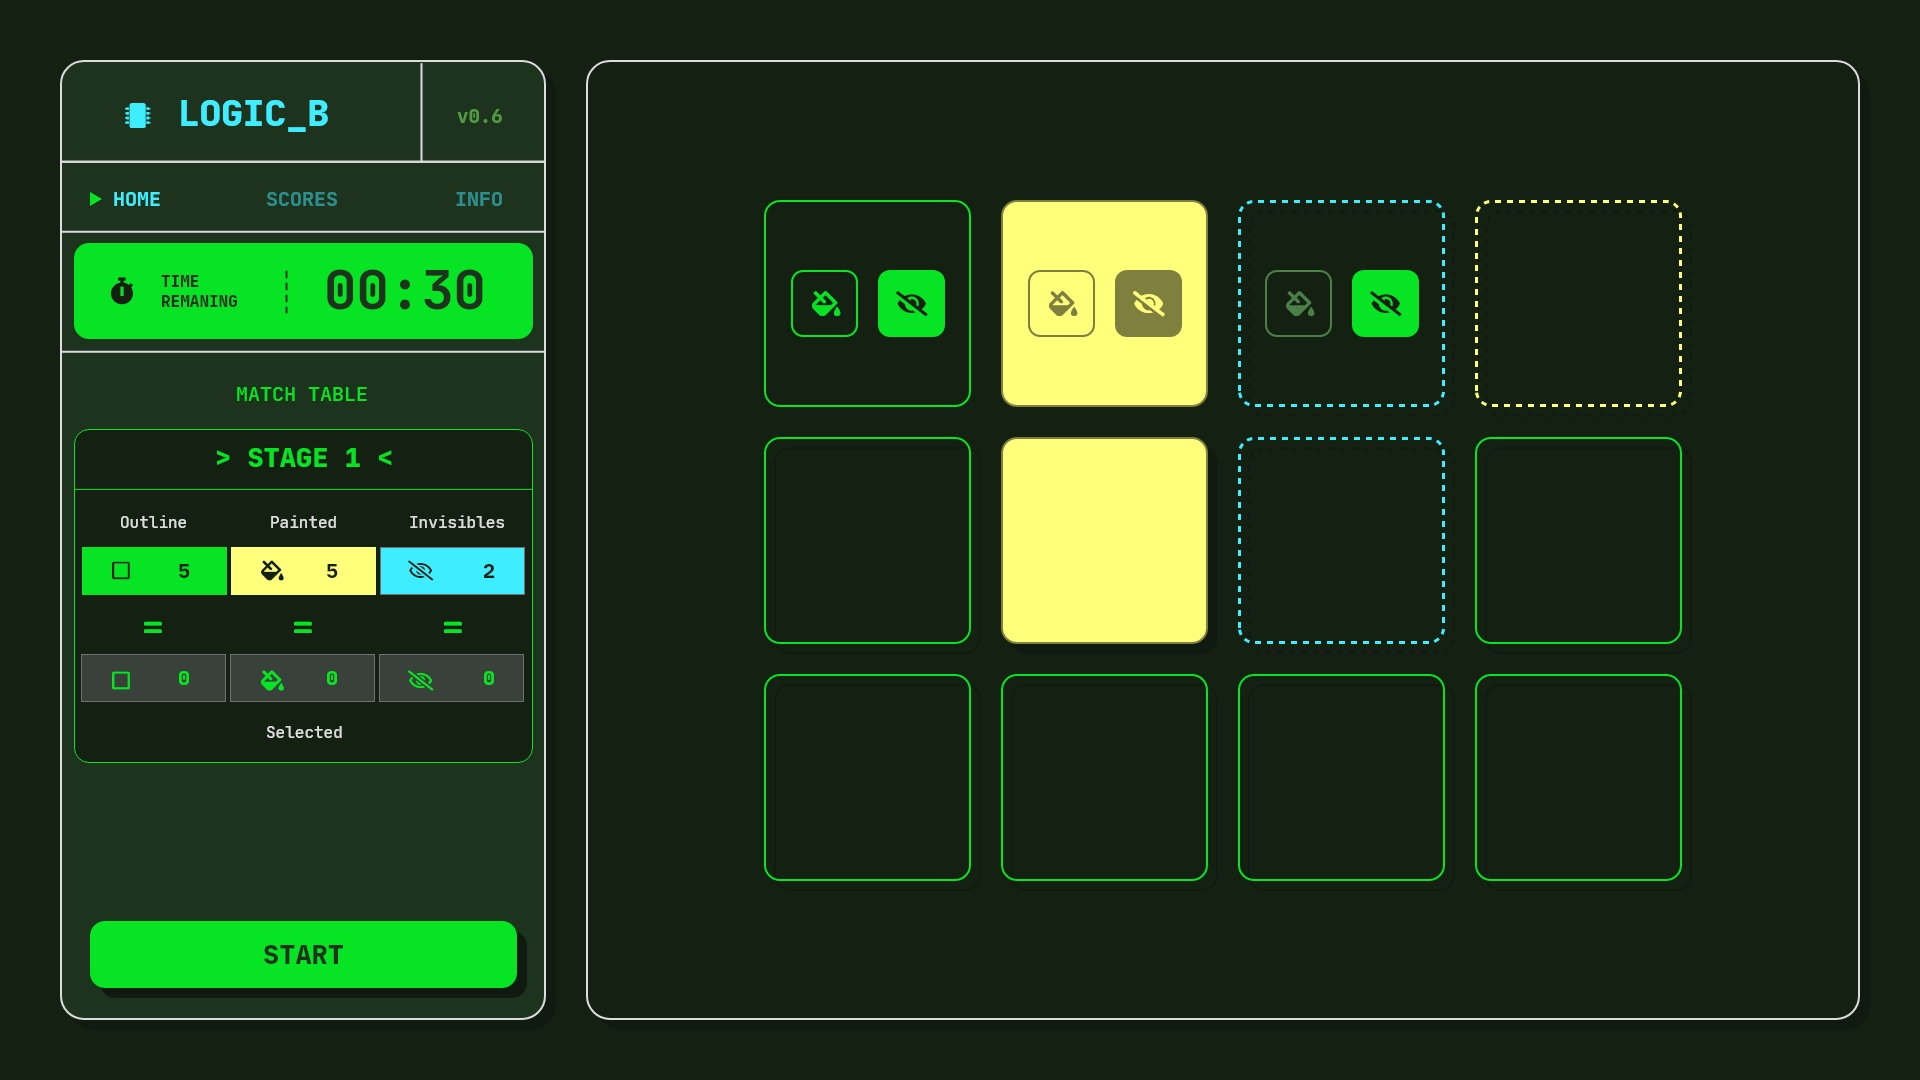 LOGIC_B
v0.6
HOME
SCORES
INFO
TIME
REMANING
00:30
MATCH TABLE
> STAGE 1 <
Outline Painted Invisibles
5 5 2
= = =
0 0 0
Selected
START